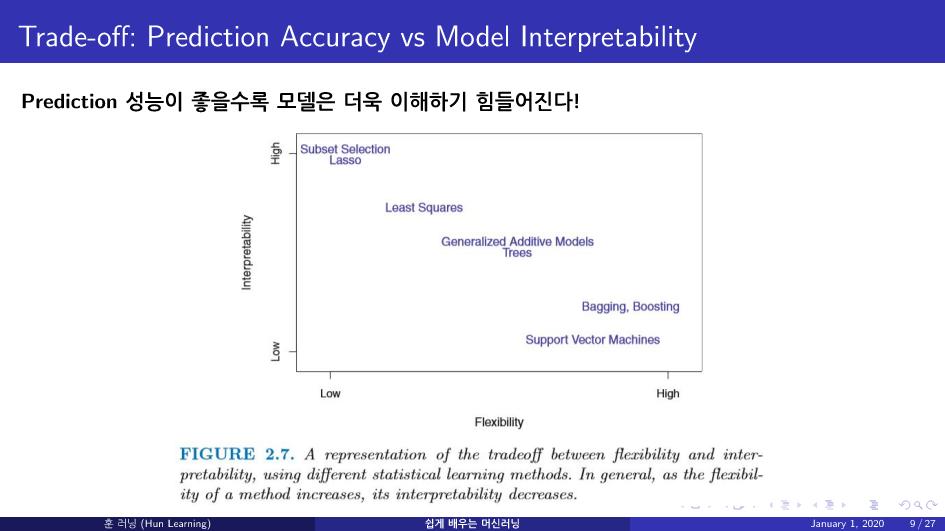 Trade-off: Prediction Accuracy vs Model Interpretability
Prediction 성능이 좋을수록 모델은 더욱 이해하기 힘들어진다!
High
Subset Selection
Lasso
Least Squares
Interpretability
Generalized Additive Models
Trees
Bagging, Boosting
Support Vector Machines
Low
Low
High
Flexibility
FIGURE 2.7. A representation of the tradeoff between flexibility and inter-
pretability, using different statistical learning methods. In general, as the flexibil-
ity of a method increases, its interpretability decreases.
훈 러닝 (Hun Learning)
쉽게 배우는 머신러닝
January 1, 2020
9 / 27